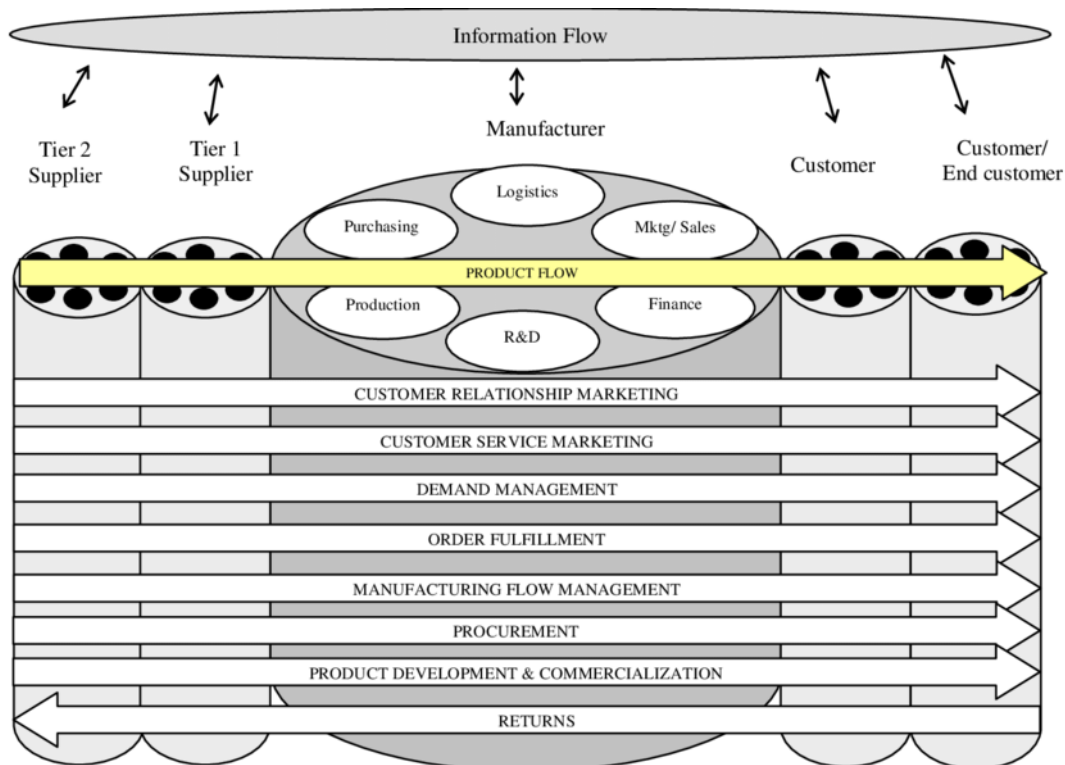 Information Flow
Tier 2
Supplier
Tier 1
Supplier
Manufacturer
Customer
Customer/
End customer
Logistics
Purchasing
Mktg/ Sales
PRODUCT FLOW
Production
Finance
R&D
CUSTOMER RELATIONSHIP MARKETING
CUSTOMER SERVICE MARKETING
DEMAND MANAGEMENT
ORDER FULFILLMENT
MANUFACTURING FLOW MANAGEMENT
PROCUREMENT
PRODUCT DEVELOPMENT & COMMERCIALIZATION
RETURNS